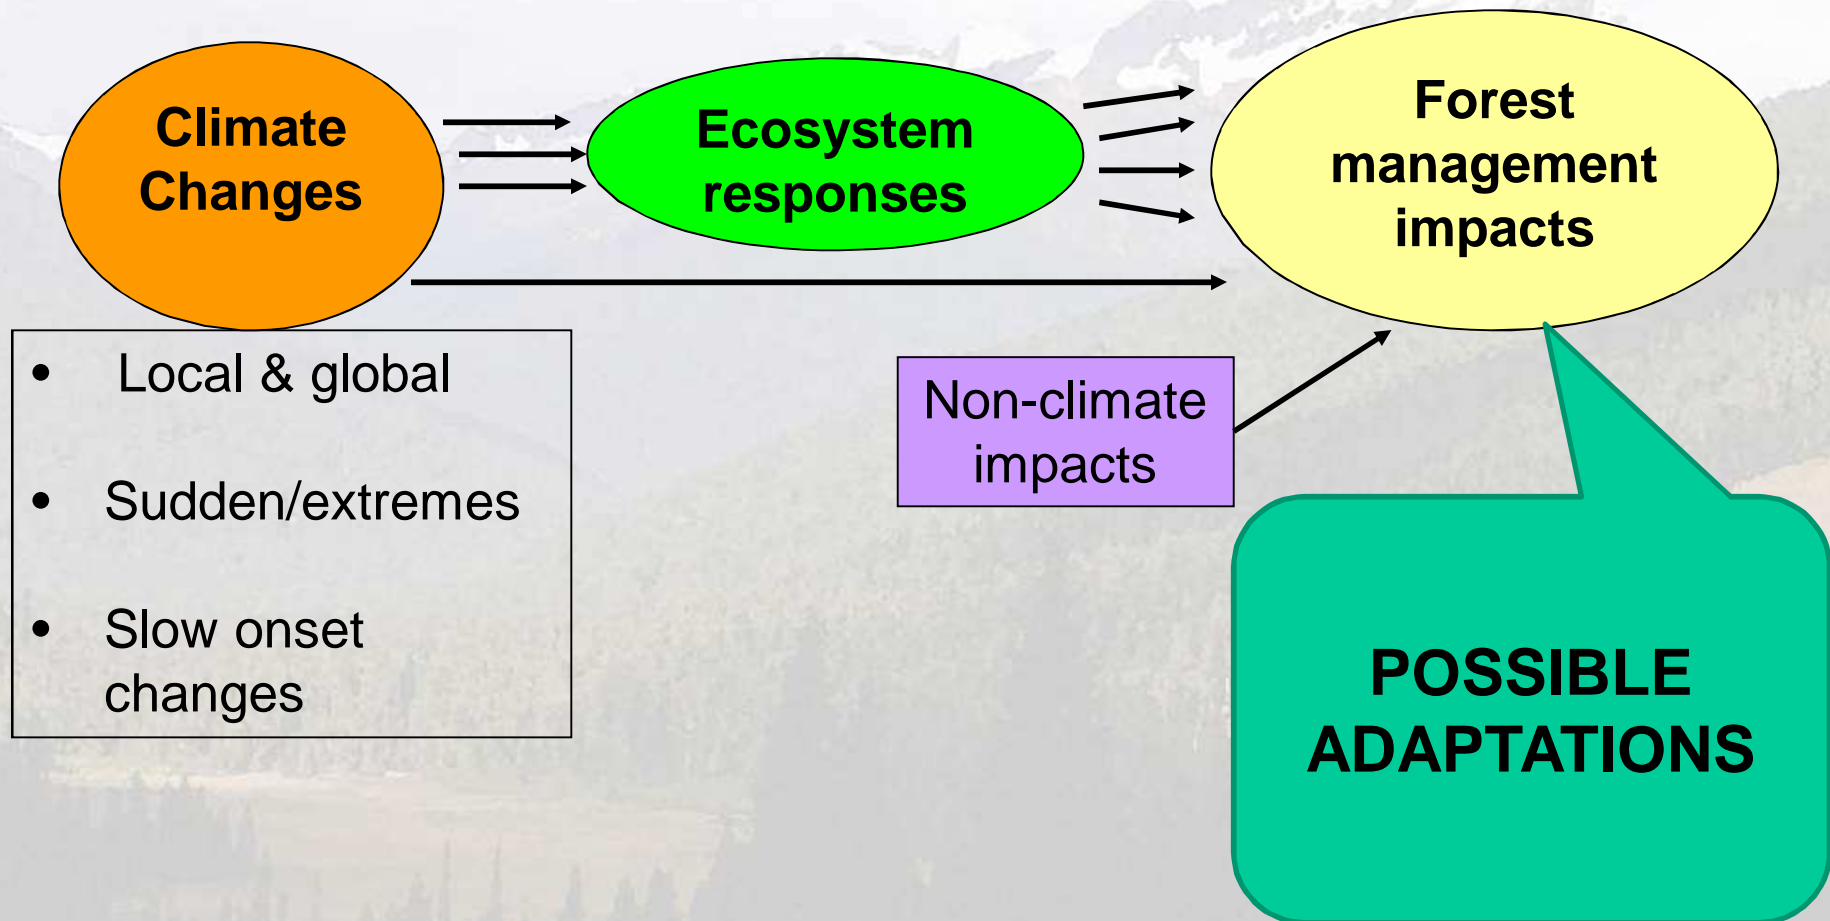 Climate
Changes
Ecosystem
responses
Forest
management
impacts
• Local & global
• Sudden/extremes
• Slow onset
changes
Non-climate
impacts
POSSIBLE
ADAPTATIONS